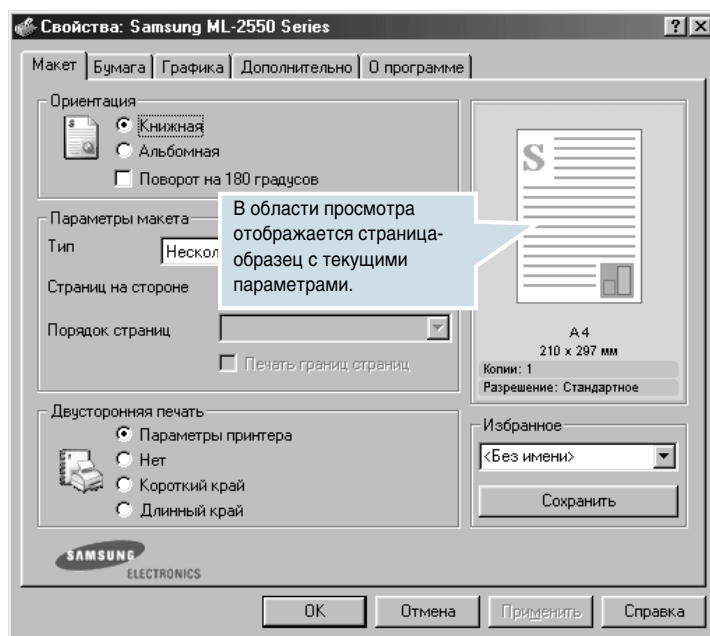 Свойства: Samsung ML-2550 Series
Макет Бумага Графика Дополнительно О программе
Ориентация
Книжная
Альбомная
Поворот на 180 градусов
Параметры макета
Тип
Страниц на стороне
Порядок страниц
Печать границ страниц
В области просмотра
отображается страница-
образец с текущими
параметрами.
Двусторонняя печать
Параметры принтера
Нет
Короткий край
Длинный край
S
A4
210 x 297 мм
Копии: 1
Разрешение: Стандартное
Избранное
<Без имени>
Сохранить
SAMSUNG
ELECTRONICS
OK Отмена Применить Справка